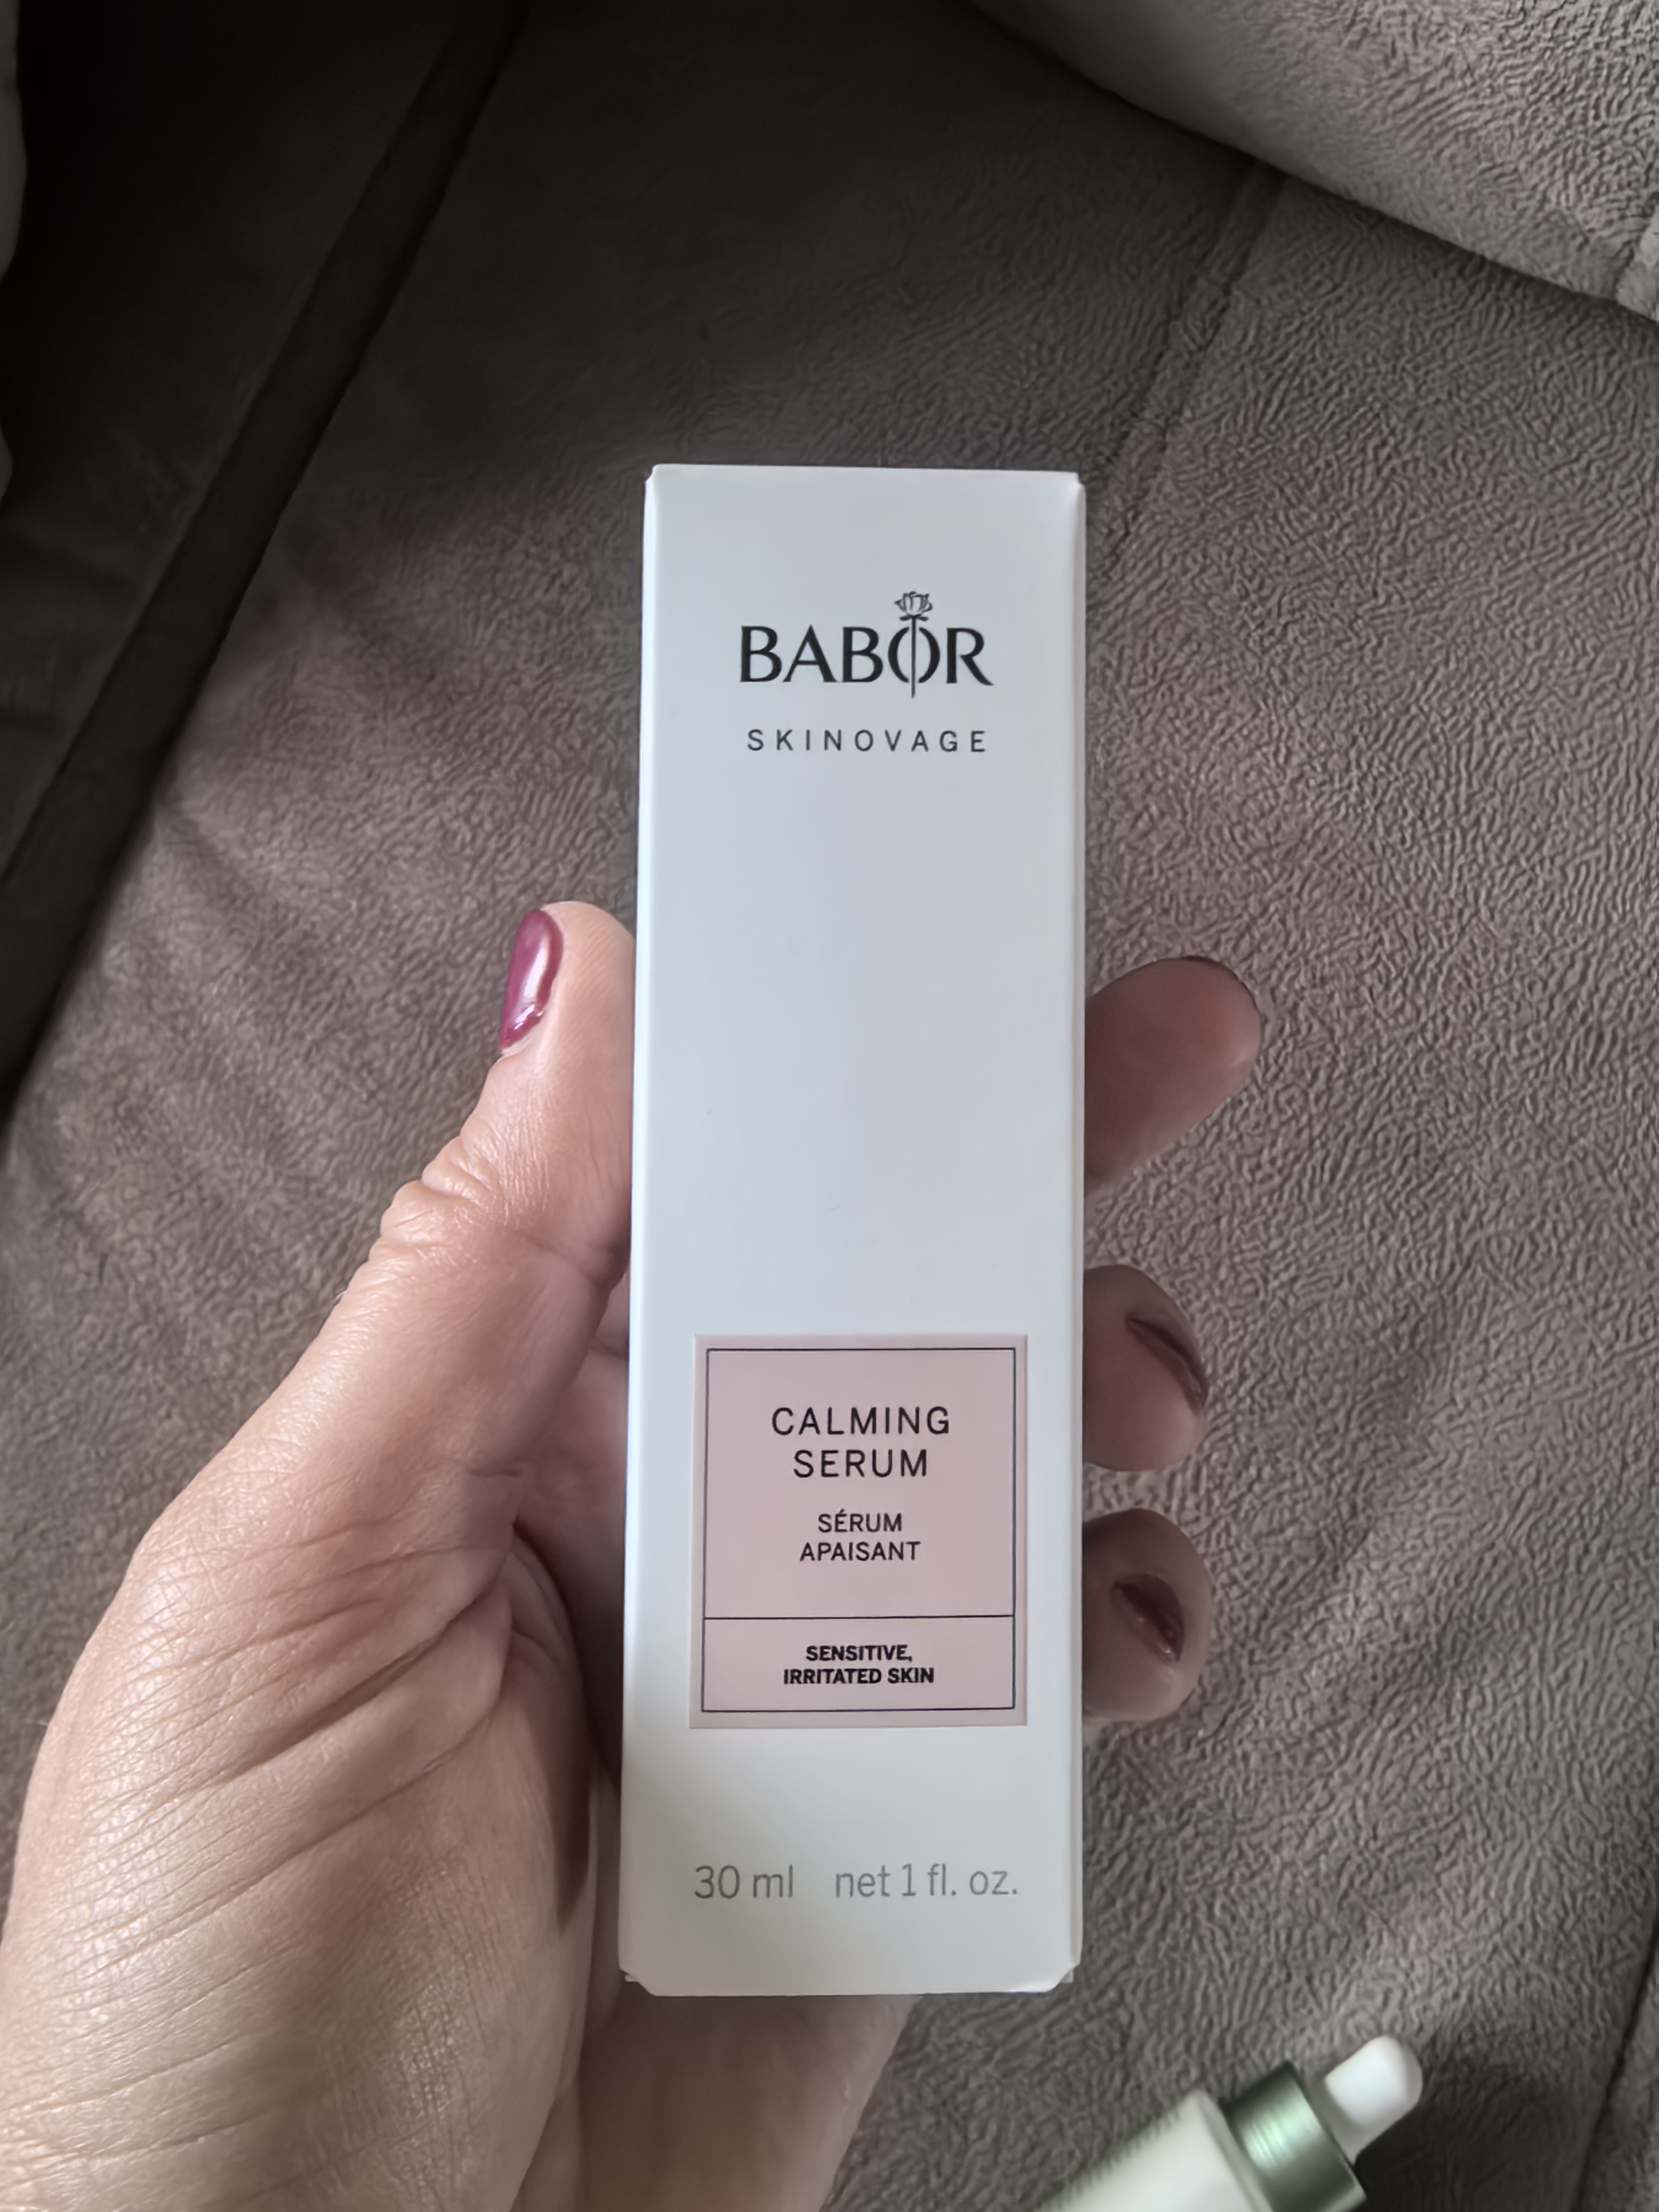 BABOR
SKINOVAGE
CALMING
SERUM
SÉRUM
APAISANT
SENSITIVE,
IRRITATED SKIN
30 ml net 1 fl. oz.